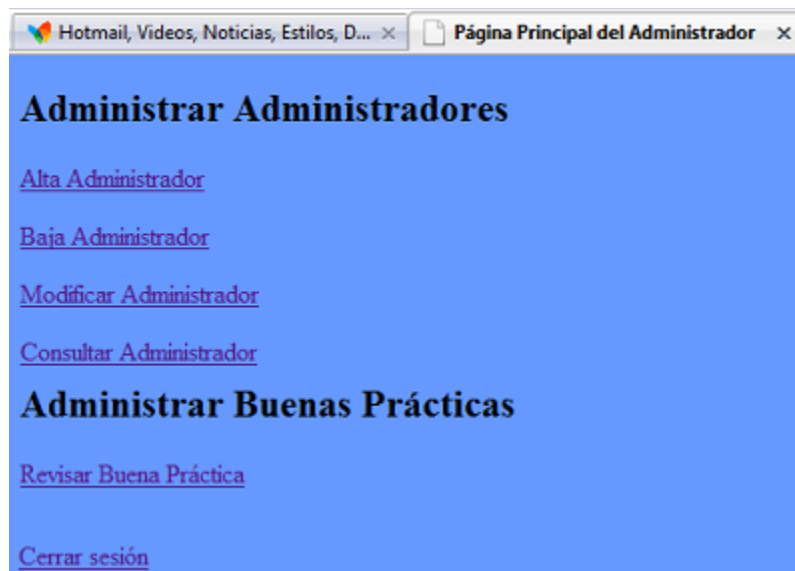 Hotmail, Videos, Noticias, Estilos, D... Página Principal del Administrador
Administrar Administradores
Alta Administrador
Baja Administrador
Modificar Administrador
Consultar Administrador
Administrar Buenas Prácticas
Revisar Buena Práctica
Cerrar sesión